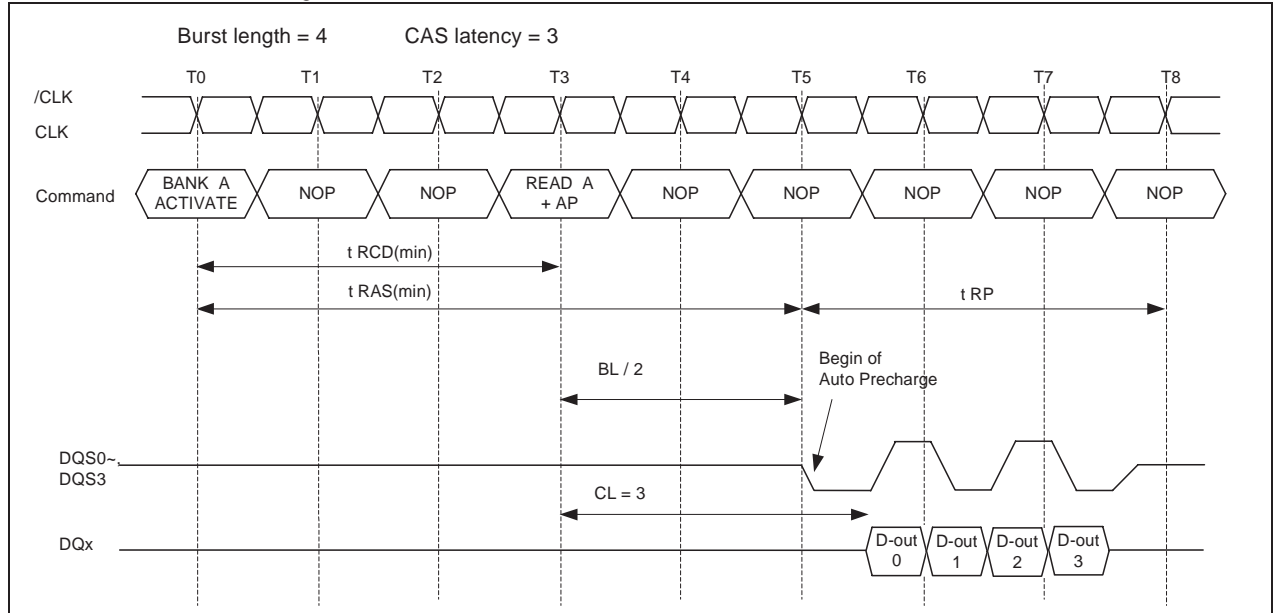 Burst length = 4 CAS latency = 3
T0 T1 T2 T3 T4 T5 T6 T7 T8
/CLK
CLK
Command
BANK A
ACTIVATE
NOP
NOP
READ A
+ AP
NOP
NOP
NOP
NOP
NOP
t RCD(min)
t RAS(min)
t RP
BL / 2
Begin of
Auto Precharge
DQS0~.
DQS3
CL = 3
DQx
D-out
0
D-out
1
D-out
2
D-out
3